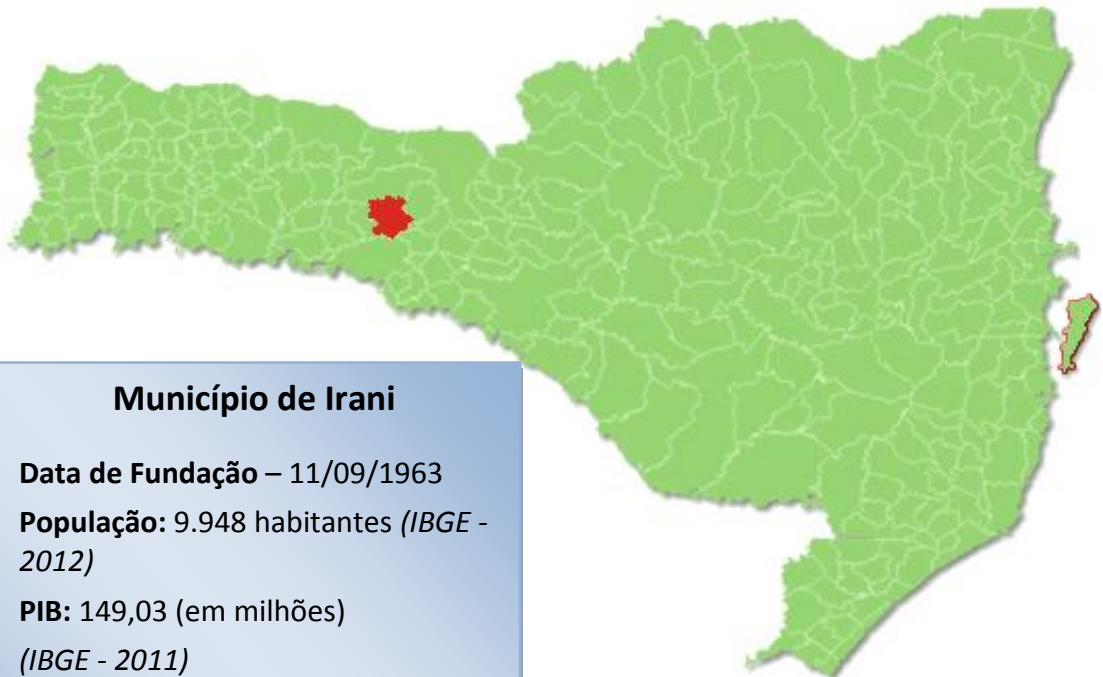 Município de Irani
Data de Fundação – 11/09/1963
População: 9.948 habitantes (IBGE -
2012)
PIB: 149,03 (em milhões)
(IBGE - 2011)